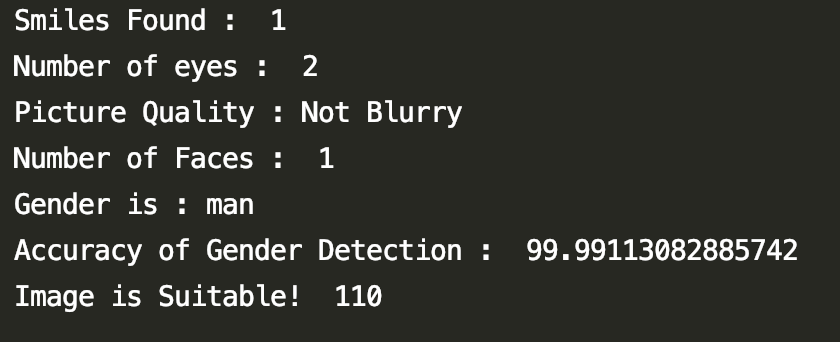 Smiles Found :  1
Number of eyes :  2
Picture Quality : Not Blurry
Number of Faces :  1
Gender is : man
Accuracy of Gender Detection :  99.99113082885742
Image is Suitable!  110